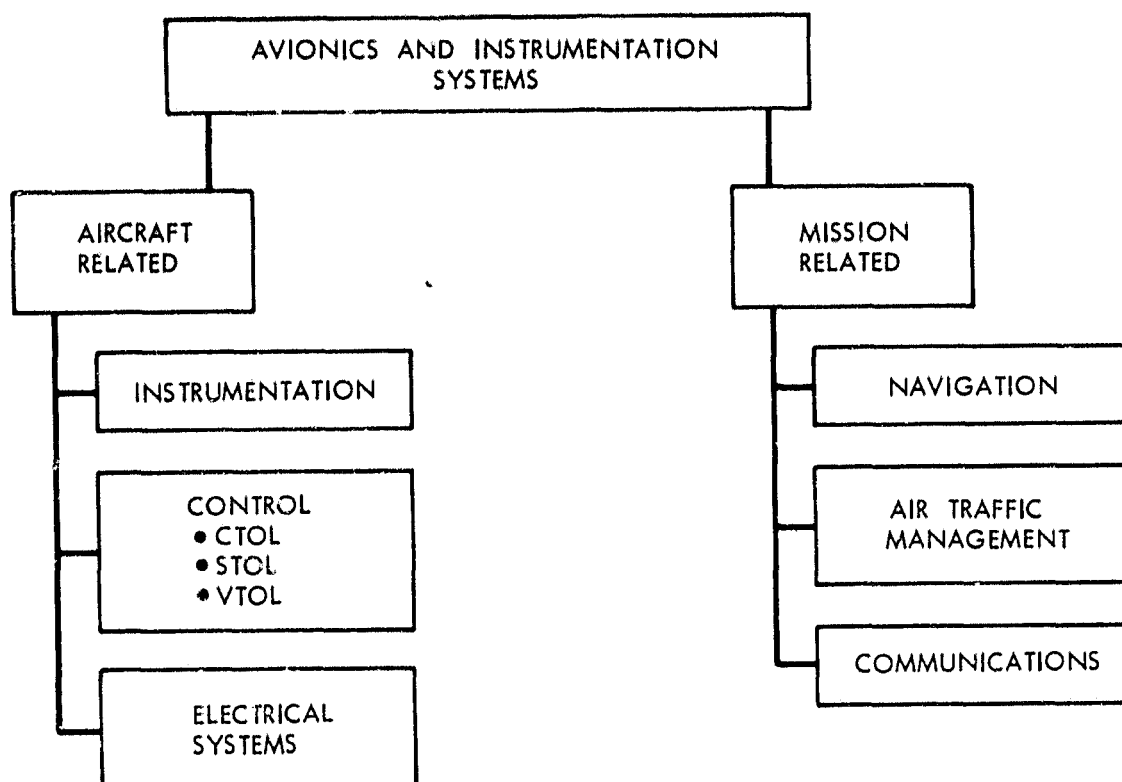 AVIONICS AND INSTRUMENTATION
SYSTEMS
AIRCRAFT
RELATED
INSTRUMENTATION
CONTROL
• CTOL
• STOL
• VTOL
ELECTRICAL
SYSTEMS
MISSION
RELATED
NAVIGATION
AIR TRAFFIC
MANAGEMENT
COMMUNICATIONS